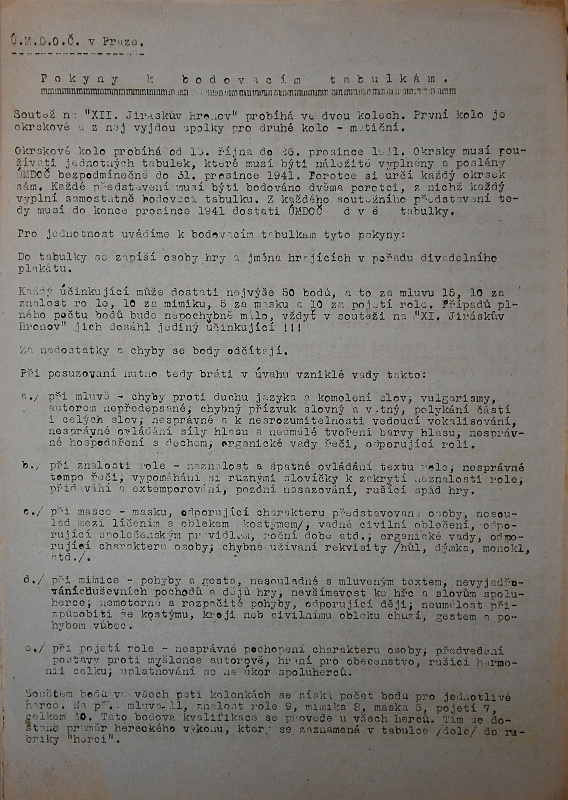 Ú.M.D.O.Č. v Praze.
Pokyny k bodovacím tabulkám.
Soutěž na "XII. Jiráskův Hronov" probíhá ve dvou kolech. První kolo je
okrskové a z něj vyjdou spolky pro druhé kolo - matiční.
Okrskové kolo probíhá od 15. října do 26. prosince 1941. Okrsky musí pou-
žívati jednotných tabulek, které musí býti náležitě vyplněny a poslány
ÚMDOČ bezpodmínečně do 31. prosince 1941. Porotce si určí každý okrsek
sám. Každé představení musí býti bodováno dvěma porotci, z nichž každý
vyplní samostatně bodovací tabulku. Z každého soutěžního představení te-
dy musí do konce prosince 1941 dostati ÚMDOČ dvě tabulky.
Pro jednotnost uvádíme k bodovacím tabulkám tyto pokyny:
Do tabulky se zapíší osoby hry a jména hrajících v pořadu divadelního
plakátu.
Každý účinkující může dostati nejvýše 50 bodů, a to za mluvu 15, 10 za
znalost role, 10 za mimiku, 5 za masku a 10 za pojetí role. Případů pl-
ného počtu bodů bude nepochybně málo, vždyť v soutěži na "XI. Jiráskův
Hronov" jich dosáhl jediný účinkující !!!
Za nedostatky a chyby se body odčítají.
Při posuzování nutno tedy bráti v úvahu vzniklé vady takto:
a./ při mluvě - chyby proti duchu jazyka a komolení slov; vulgarismy,
autorem nepředepsané; chybný přízvuk slovný a větný, polykání částí
i celých slov; nesprávné a k nesrozumitelnosti vedoucí vokalisování,
nesprávné ovládání síly hlasu a neumělé tvoření barvy hlasu, nespráv-
né hospodaření s dechem; organické vady řeči, odporující roli.
b./ při znalosti role - neznalost a špatné ovládání textu role; nesprávné
tempo řeči; vypomáhání si různými slovíčky k zakrytí neznalosti role;
přidávání a extemporování, pozdní nasazování, rušící spád hry.
c./ při masce - masku, odporující charakteru představované osoby, nesou-
lad mezi líčením a oblekem /kostymem/; vadné civilní oblečení, odpo-
rující společenským pravidlům, roční době atd.; organické vady, odpo-
rující charakteru osoby; chybné užívání rekvisity /hůl, dýmka, monokl,
atd./.
d./ při mimice - pohyby a gesta, nesouladné s mluveným textem, nevyjadřo-
vání duševních pochodů a dějů hry, nevšímavost ke hře a slovům spolu-
herce; nemotorné a rozpačité pohyby, odporující ději; neumělost při-
způsobiti se kostýmu, kroji neb civilnímu obleku chůzí, gestem a po-
hybem vůbec.
e./ při pojetí role - nesprávné pochopení charakteru osoby; předvedení
postavy proti myšlence autorově, hraní pro obecenstvo, rušící harmo-
nii celku; uplatňování se na úkor spoluherců.
Součtem bodů ve všech pěti kolonkách se získá počet bodů pro jednotlivé
herce. Na př. mluva 11, znalost role 9, mimika 8, maska 5, pojetí 7,
celkem 40. Tato bodová kvalifikace se provede u všech herců. Tím se do-
stane průměr hereckého výkonu, který se zaznamená v tabulce /dole/ do ru-
briky "herci".